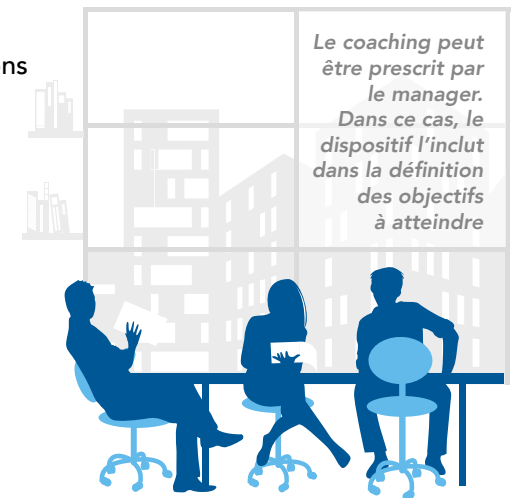 ns
Le coaching peut
être prescrit par
le manager.
Dans ce cas, le
dispositif l’inclut
dans la définition
des objectifs
à atteindre